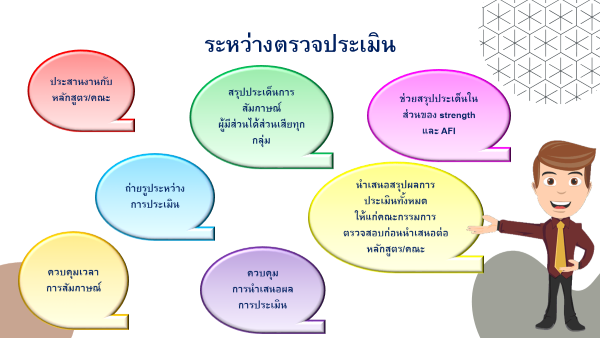 ระหว่างตรวจประเมิน
ประสานงานกับ
หลักสูตร/คณะ
สรุปประเด็นการ
สัมภาษณ์
ผู้มีส่วนได้ส่วนเสียทุก
กลุ่ม
ช่วยสรุปประเด็นใน
ส่วนของ strength
และ AFI
ถ่ายรูประหว่าง
การประเมิน
นำเสนอสรุปผลการ
ประเมินทั้งหมด
ให้แก่คณะกรรมการ
ตรวจสอบก่อนนำเสนอต่อ
หลักสูตร/คณะ
ควบคุมเวลา
การสัมภาษณ์
ควบคุม
การนำเสนอผล
การประเมิน